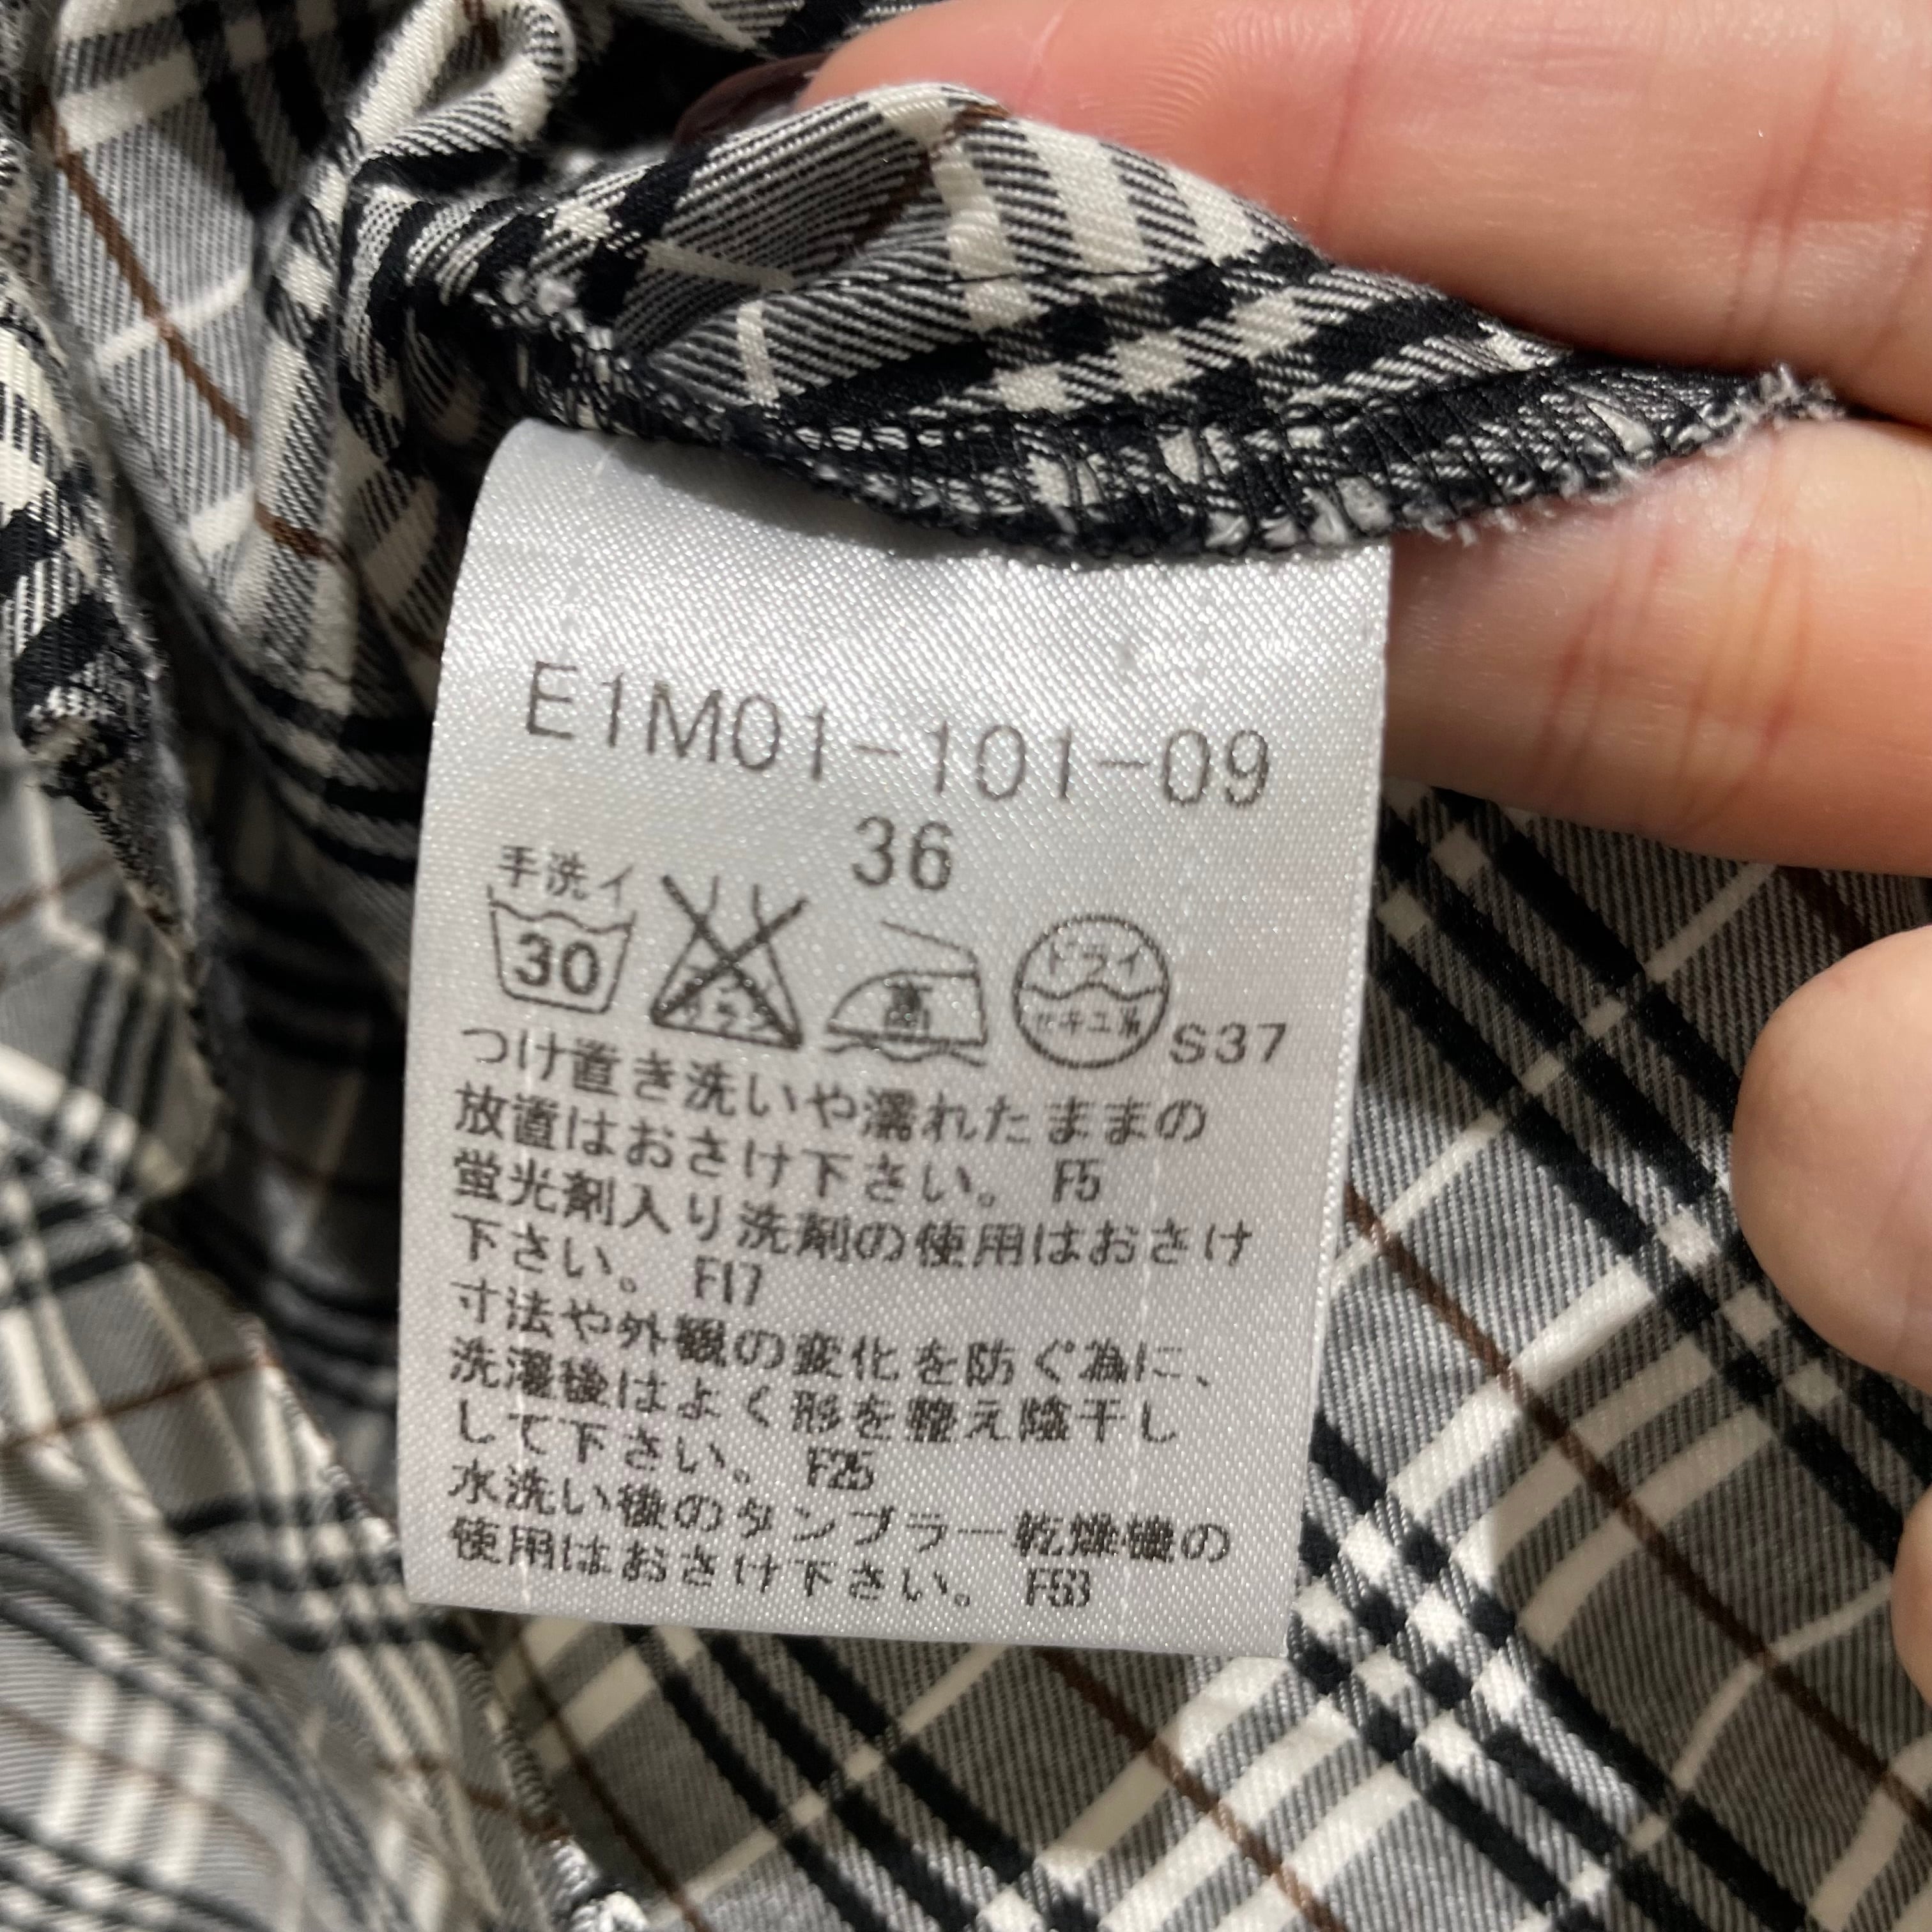 E1M01-101-09
36
手洗イ
30
高
ドライ
セキユ系
S37
つけ置き洗いや濡れたままの
放置はおさけ下さい。 F5
蛍光剤入り洗剤の使用はおさけ
下さい。 F17
寸法や外観の変化を防ぐ為に、
洗濯後はよく形を整え陰干し
して下さい。 F25
水洗い後のタンブラー乾燥機の
使用はおさけ下さい。 F53